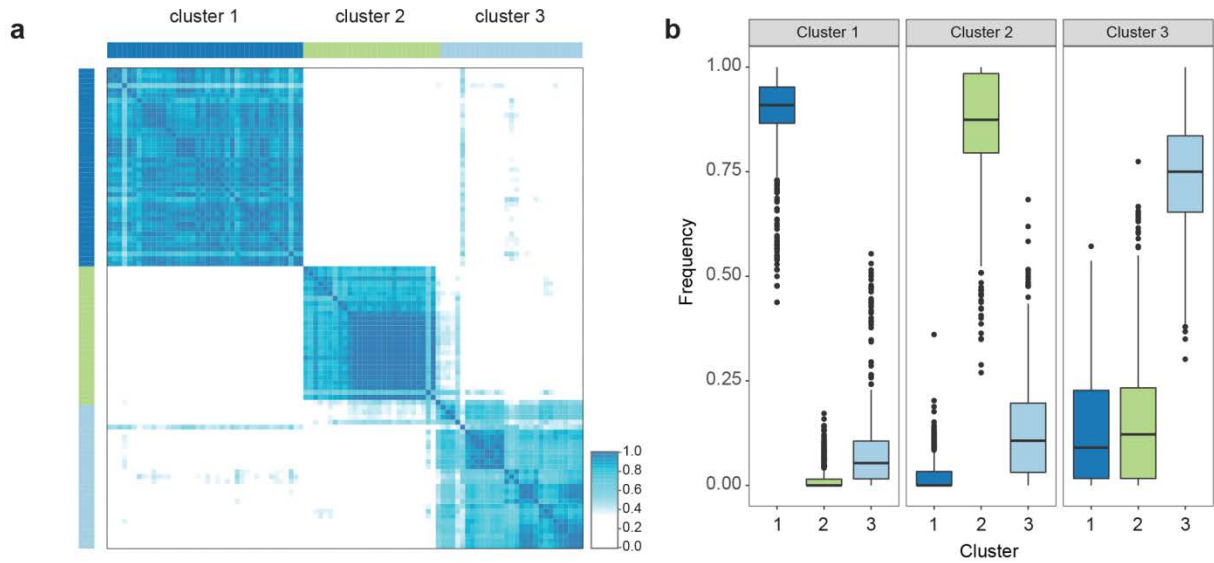 a
cluster 1 cluster 2 cluster 3
1.0
0.8
0.6
0.4
0.2
0.0
b
Cluster 1 Cluster 2 Cluster 3
1.00
0.75
0.50
0.25
0.00
Frequency
1 2 3 1 2 3 1 2 3
Cluster